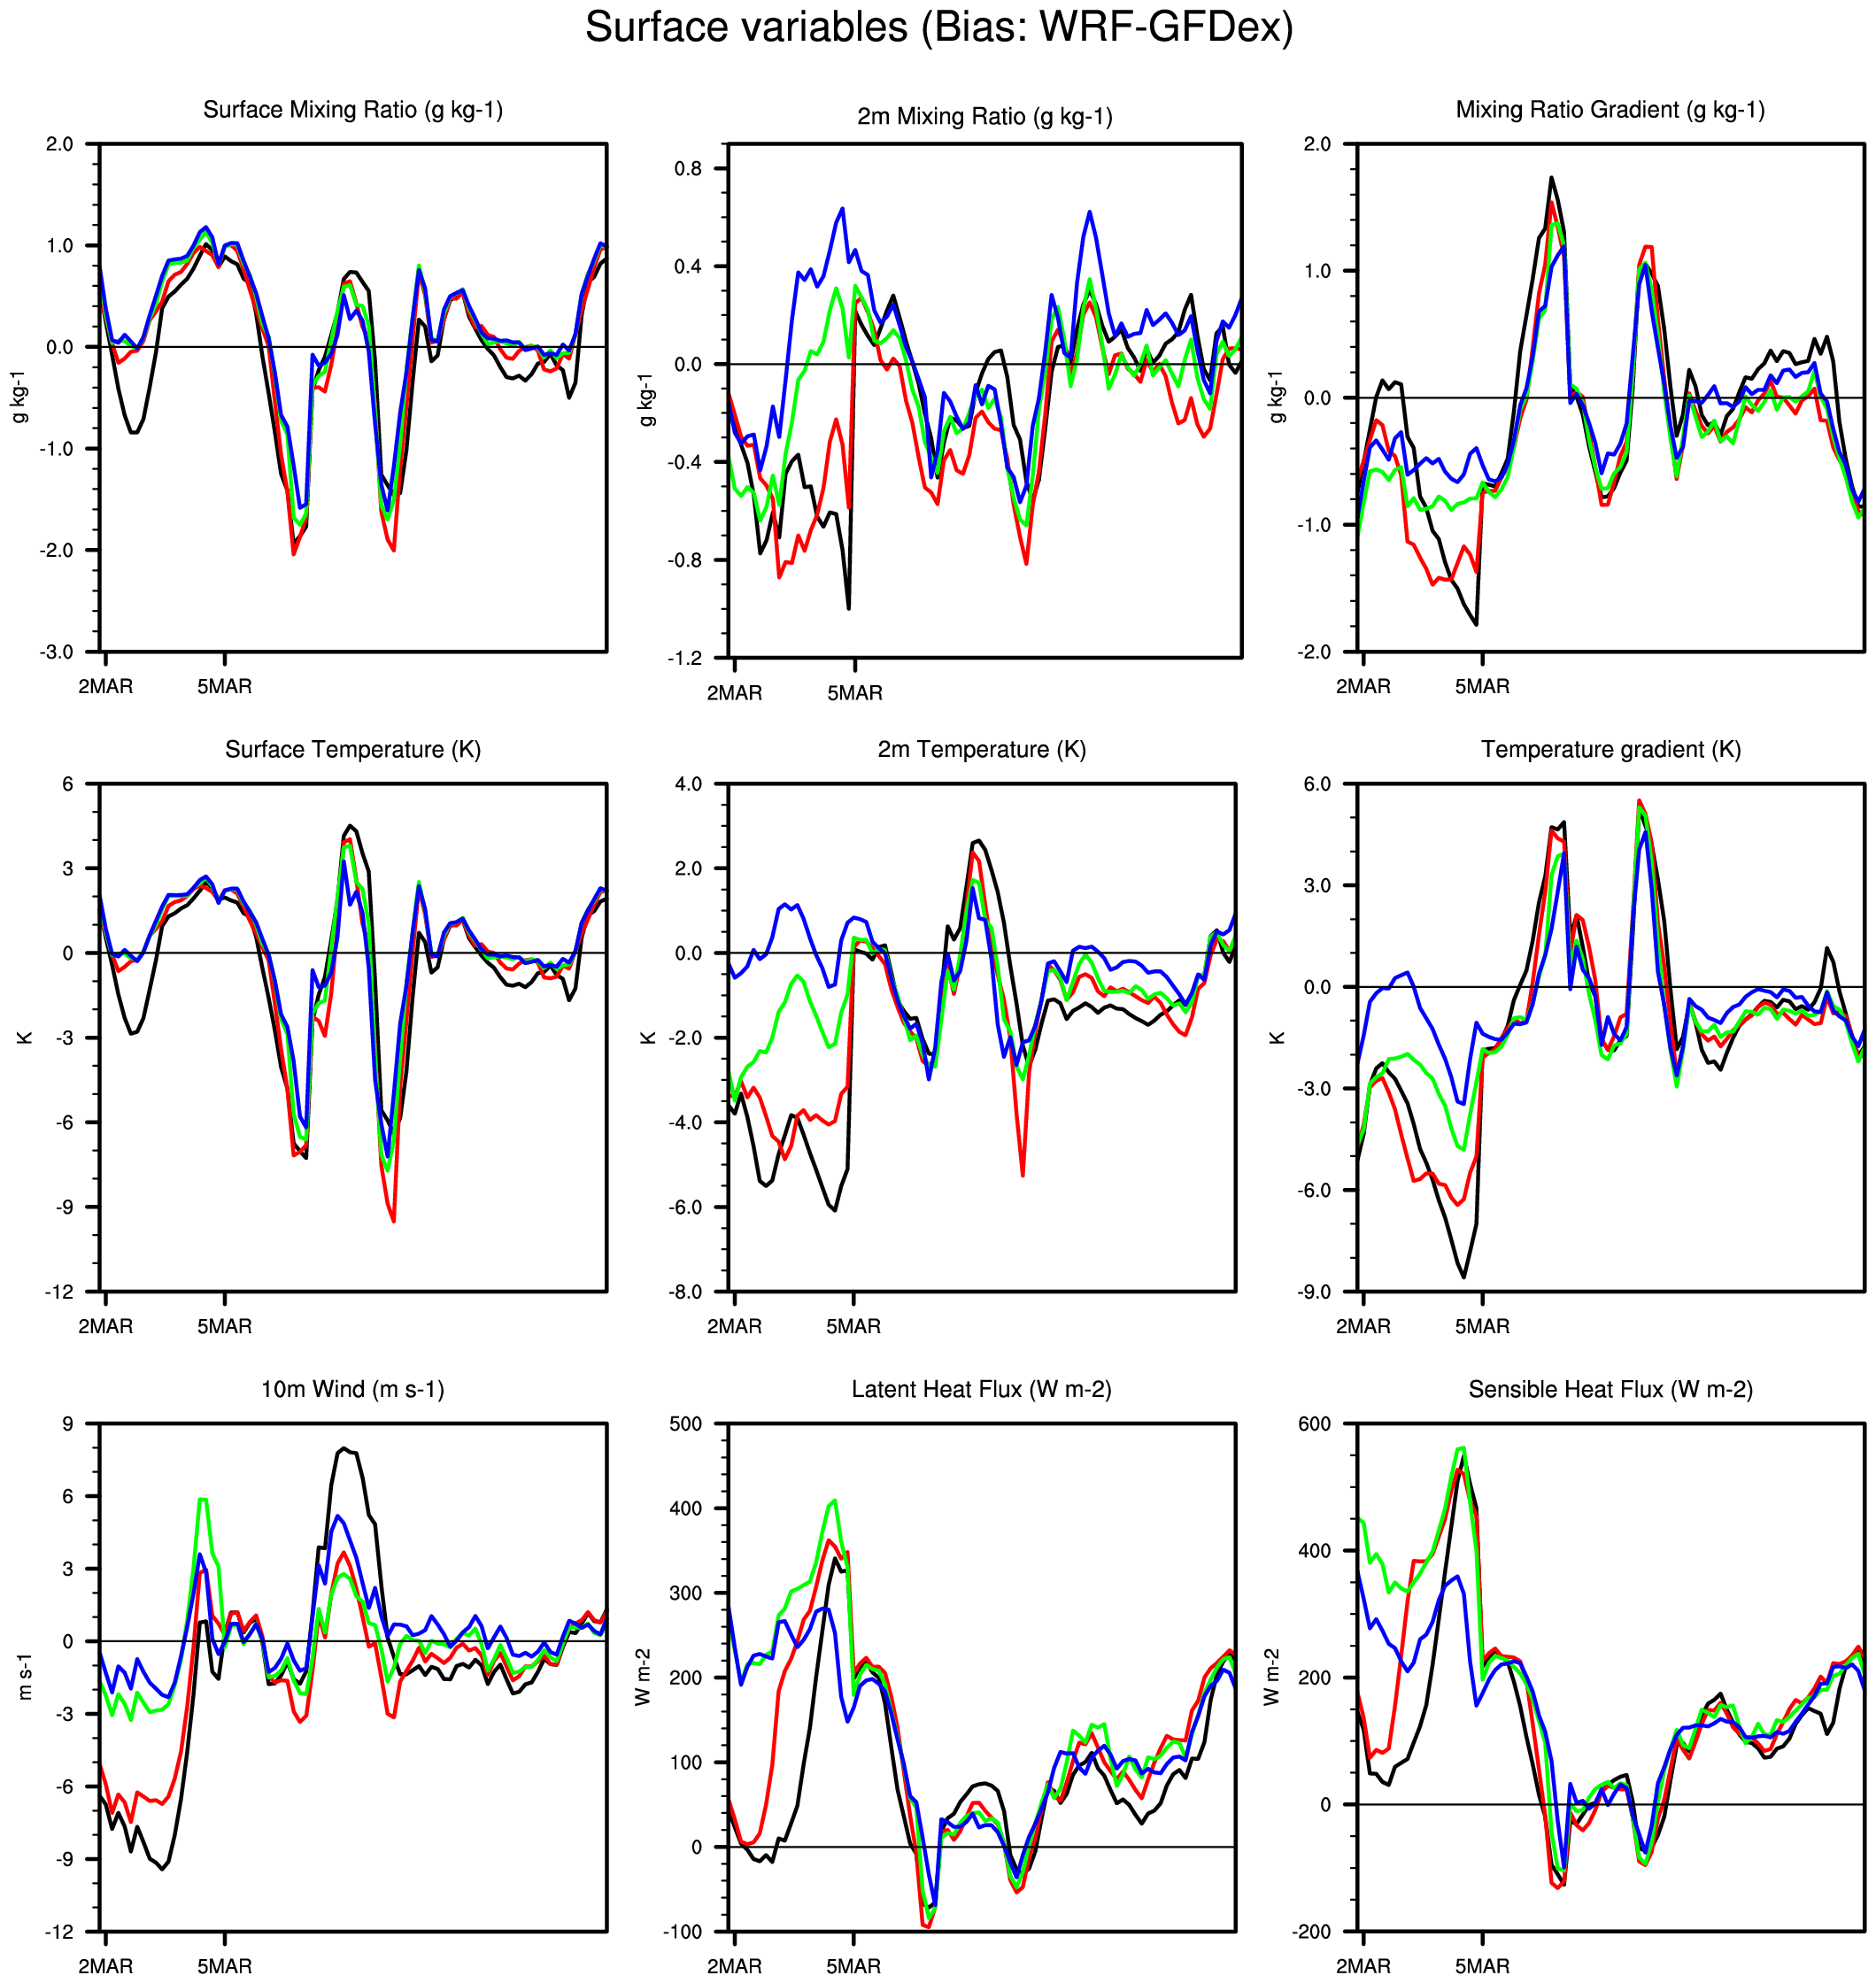 Surface variables (Bias: WRF-GFDex)
Surface Mixing Ratio (g kg-1)
2.0
1.0
0.0
-1.0
-2.0
-3.0
g kg-1
2MAR 5MAR
2m Mixing Ratio (g kg-1)
0.8
0.4
0.0
-0.4
-0.8
-1.2
g kg-1
2MAR 5MAR
Mixing Ratio Gradient (g kg-1)
2.0
1.0
0.0
-1.0
-2.0
g kg-1
2MAR 5MAR
Surface Temperature (K)
6
3
0
-3
-6
-9
-12
K
2MAR 5MAR
2m Temperature (K)
4.0
2.0
0.0
-2.0
-4.0
-6.0
-8.0
K
2MAR 5MAR
Temperature gradient (K)
6.0
3.0
0.0
-3.0
-6.0
-9.0
K
2MAR 5MAR
10m Wind (m s-1)
9
6
3
0
-3
-6
-9
-12
m s-1
2MAR 5MAR
Latent Heat Flux (W m-2)
500
400
300
200
100
0
-100
W m-2
2MAR 5MAR
Sensible Heat Flux (W m-2)
600
400
200
0
-200
W m-2
2MAR 5MAR